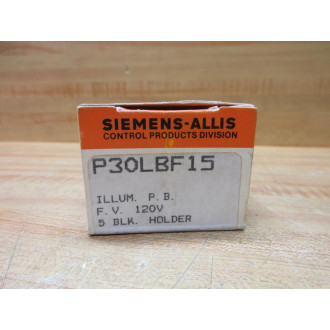 SIEMENS-ALLIS
CONTROL PRODUCTS DIVISION
P30LBF15
ILLUM. P.B.
F.V. 120V
5 BLK. HOLDER